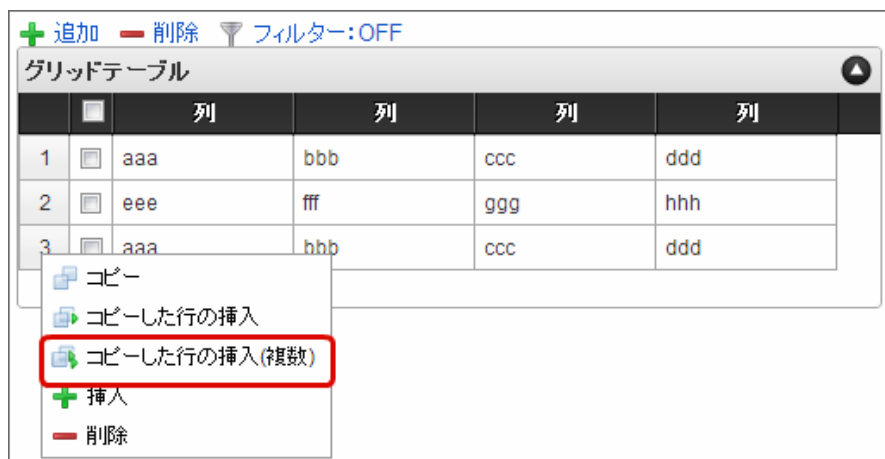 追加 削除 フィルター:OFF
グリッドテーブル
列 列 列 列
1 aaa bbb ccc ddd
2 eee fff ggg hhh
3 aaa bbb ccc ddd
コピー
コピーした行の挿入
コピーした行の挿入(複数)
挿入
削除